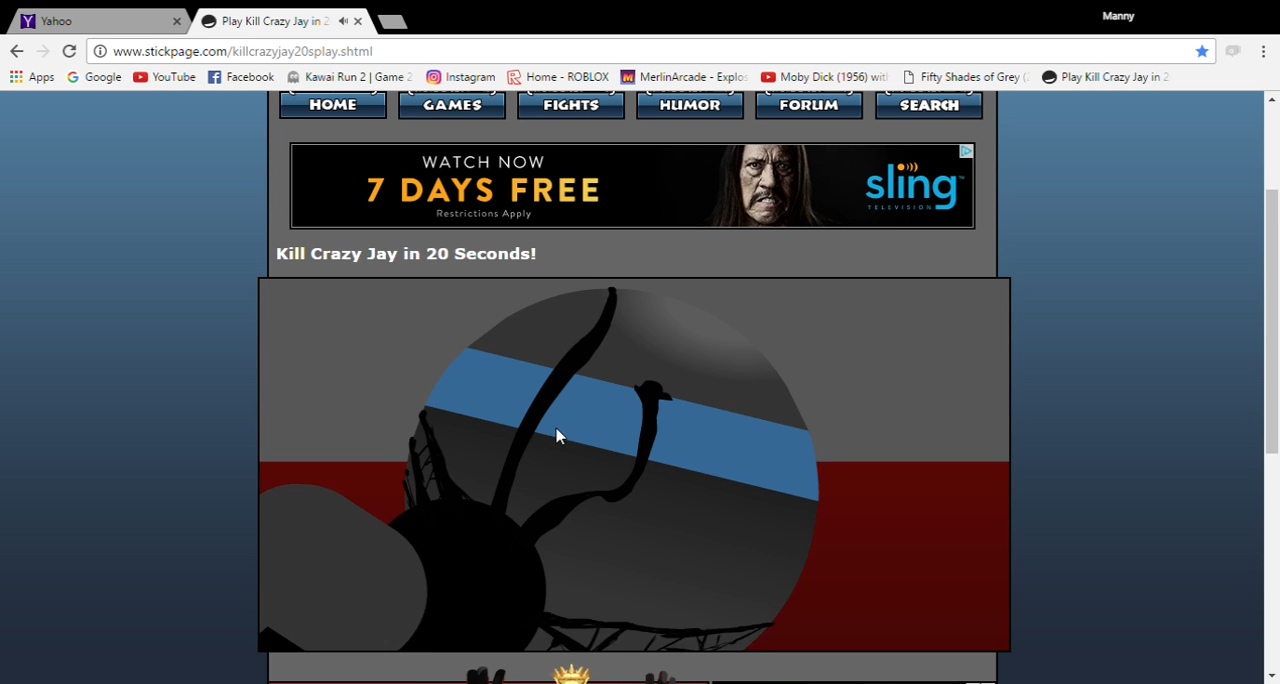 Manny
Yahoo
Play Kill Crazy Jay in 2
www.stickpage.com/killcrazyjay20splay.shtml
Apps Google YouTube Facebook Kawai Run 2 | Game 2 Instagram Home - ROBLOX MerlinArcade - Explos Moby Dick (1956) wit Fifty Shades of Grey ( Play Kill Crazy Jay in 2
HOME GAMES FIGHTS HUMOR FORUM SEARCH
WATCH NOW
7 DAYS FREE
Restrictions Apply
sling
TELEVISION
Kill Crazy Jay in 20 Seconds!